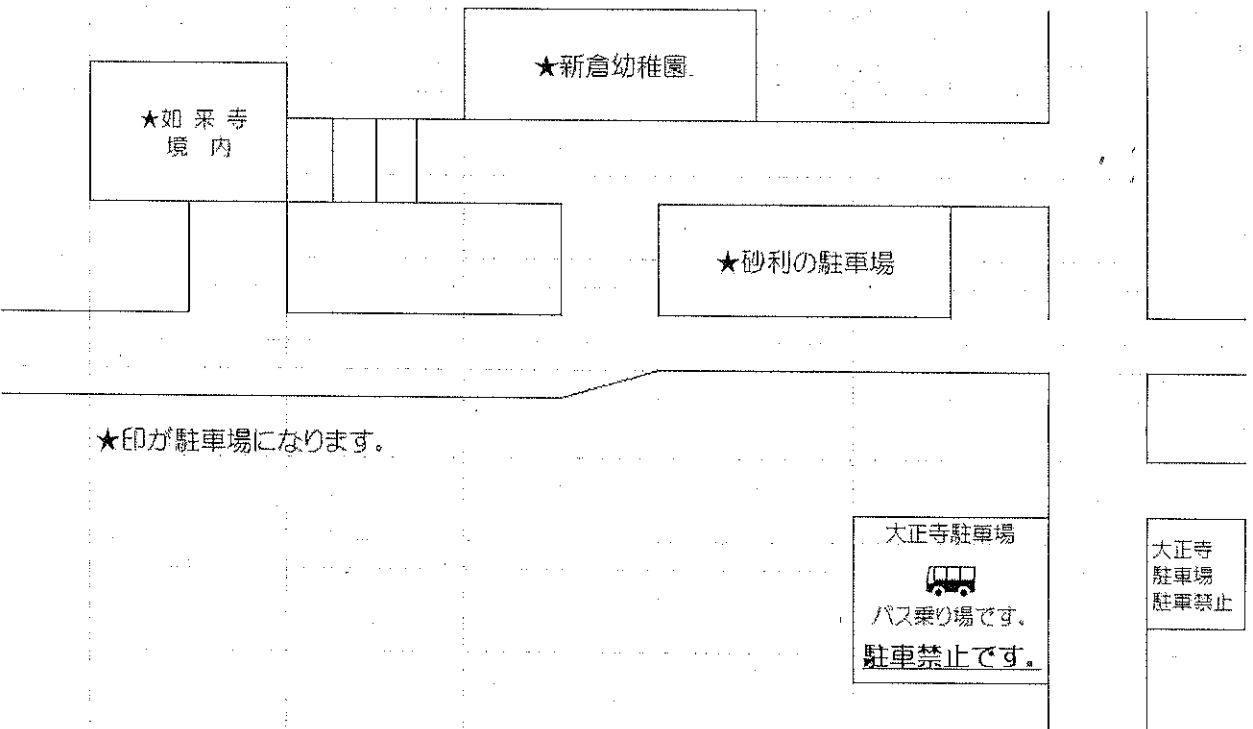 ★新倉幼稚園
★如来寺
境内
★砂利の駐車場
★印が駐車場になります。
大正寺駐車場
バス乗り場です。
駐車禁止です。
大正寺
駐車場
駐車禁止